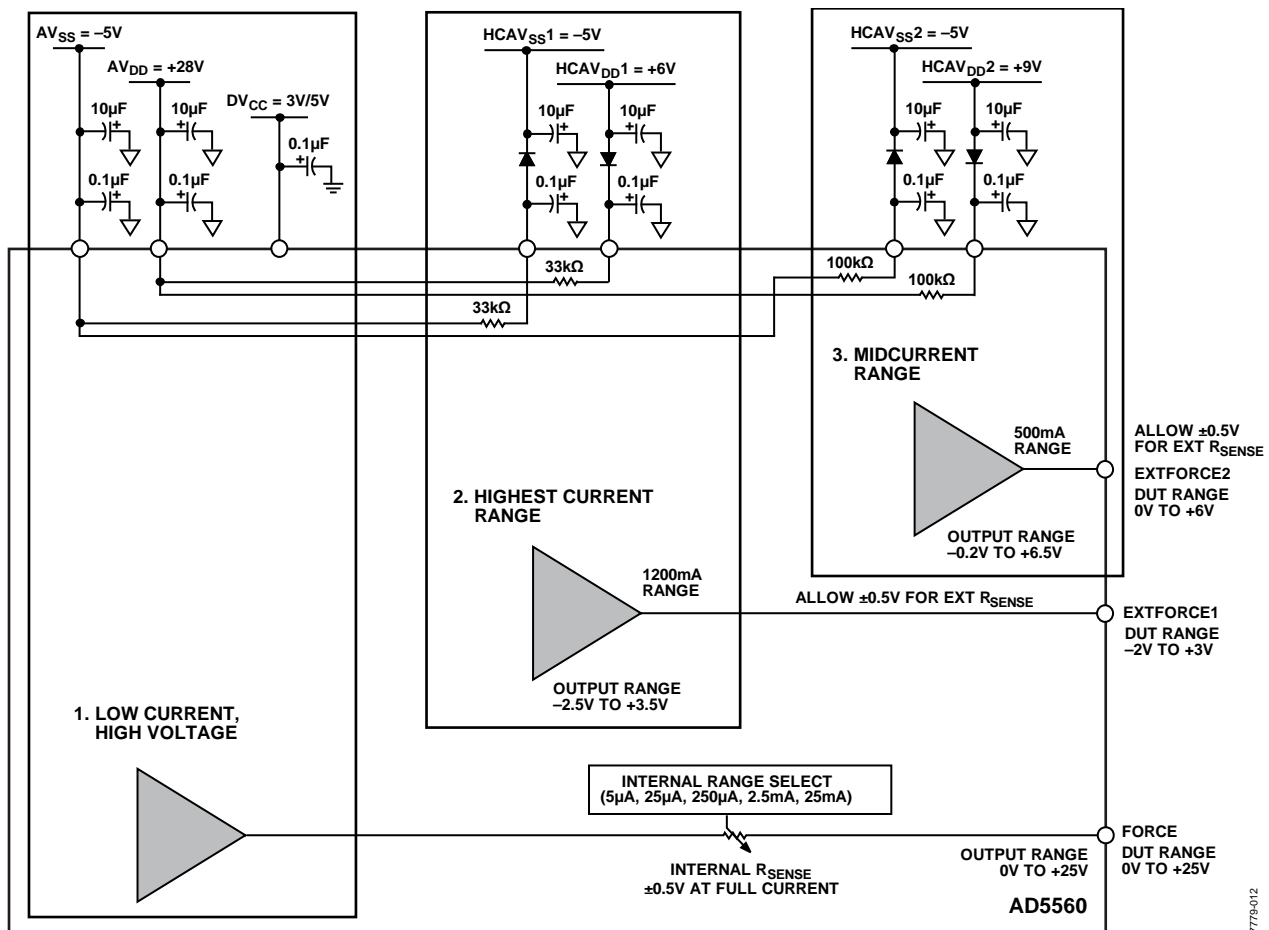 AVSS = –5V
AVDD = +28V
DVCC = 3V/5V
10µF
10µF
0.1µF
0.1µF
0.1µF
HCAVSS1 = –5V
HCAVDD1 = +6V
10µF
10µF
0.1µF
0.1µF
HCAVSS2 = –5V
HCAVDD2 = +9V
10µF
10µF
0.1µF
0.1µF
33kΩ
100kΩ
100kΩ
33kΩ
3. MIDCURRENT
RANGE
500mA
RANGE
OUTPUT RANGE
–0.2V TO +6.5V
ALLOW ±0.5V
FOR EXT RSENSE
EXTFORCE2
DUT RANGE
0V TO +6V
2. HIGHEST CURRENT
RANGE
1200mA
RANGE
OUTPUT RANGE
–2.5V TO +3.5V
ALLOW ±0.5V FOR EXT RSENSE
EXTFORCE1
DUT RANGE
–2V TO +3V
1. LOW CURRENT,
HIGH VOLTAGE
INTERNAL RANGE SELECT
(5µA, 25µA, 250µA, 2.5mA, 25mA)
INTERNAL RSENSE
±0.5V AT FULL CURRENT
OUTPUT RANGE
0V TO +25V
FORCE
DUT RANGE
0V TO +25V
AD5560
7779-012